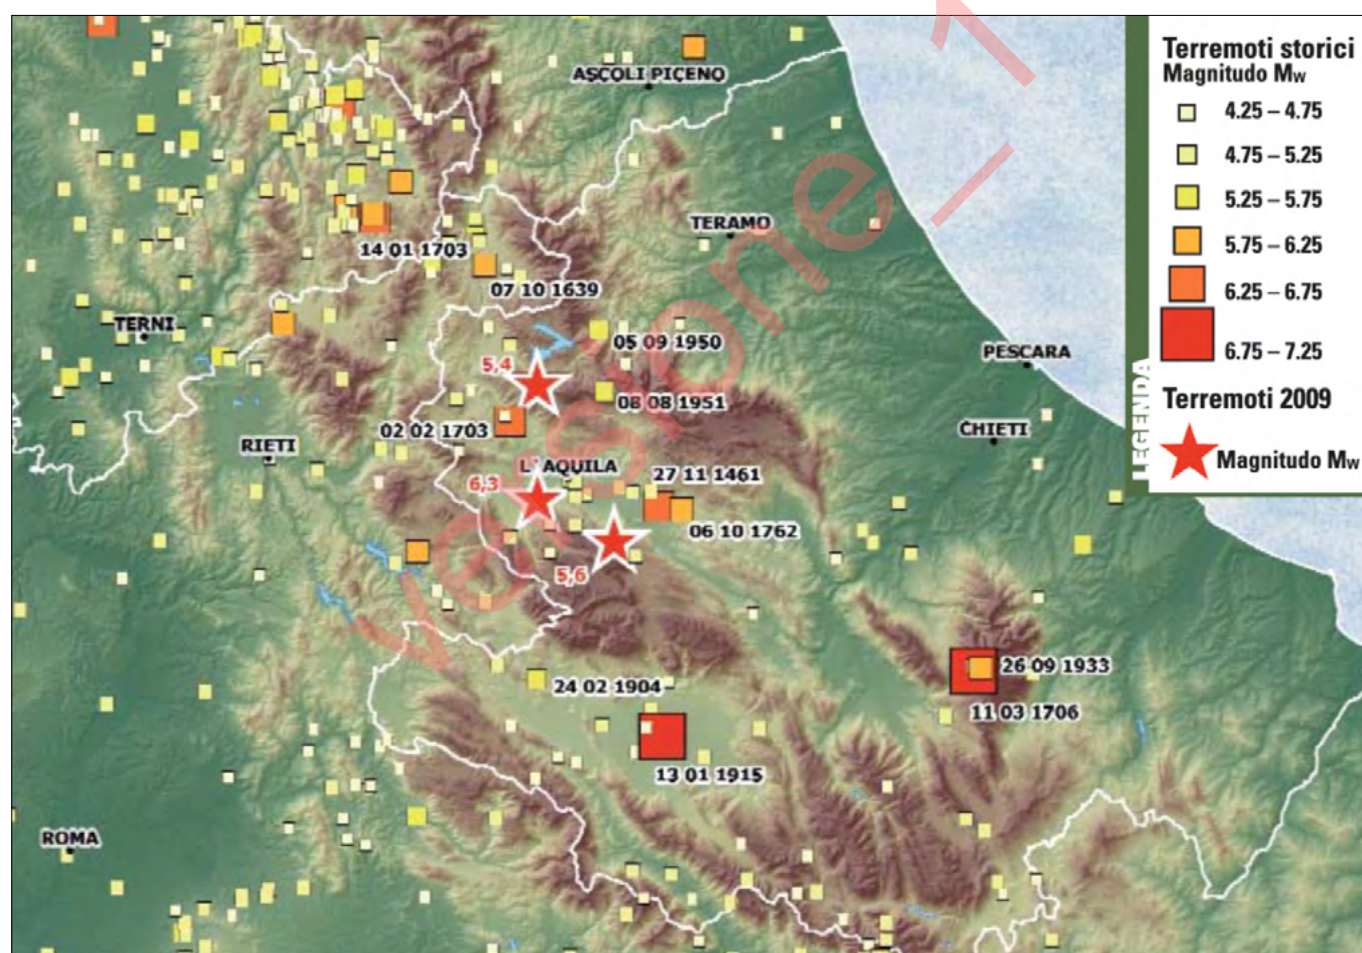 Terremoti storici
Magnitudo Mw
4.25 – 4.75
4.75 – 5.25
5.25 – 5.75
5.75 – 6.25
6.25 – 6.75
6.75 – 7.25
Terremoti 2009
Magnitudo Mw
LEGENDA
ASCOLI PIÇENO
TERAMO
14 01 1703
07 10 1639
TERNI
05 09 1950
PESCARA
5,4
08 08 1951
02 02 1703
CHIETI
RIETI
L'AQUILA
27 11 1461
6,3
06 10 1762
5,6
26 09 1933
24 02 1904
11 03 1706
13 01 1915
ROMA
versione_1